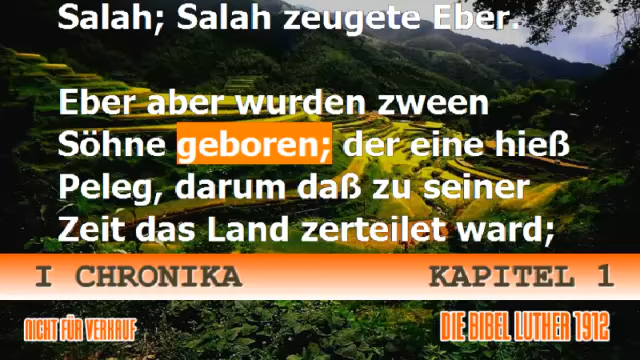 Salah; Salah zeugete Eber.
Eber aber wurden zween
Söhne geboren; der eine hieß
Peleg, darum daß zu seiner
Zeit das Land zerteilet ward;
I CHRONIKA KAPITEL 1
NICHT FÜR VERKAUF DIE BIBEL LUTHER 1912